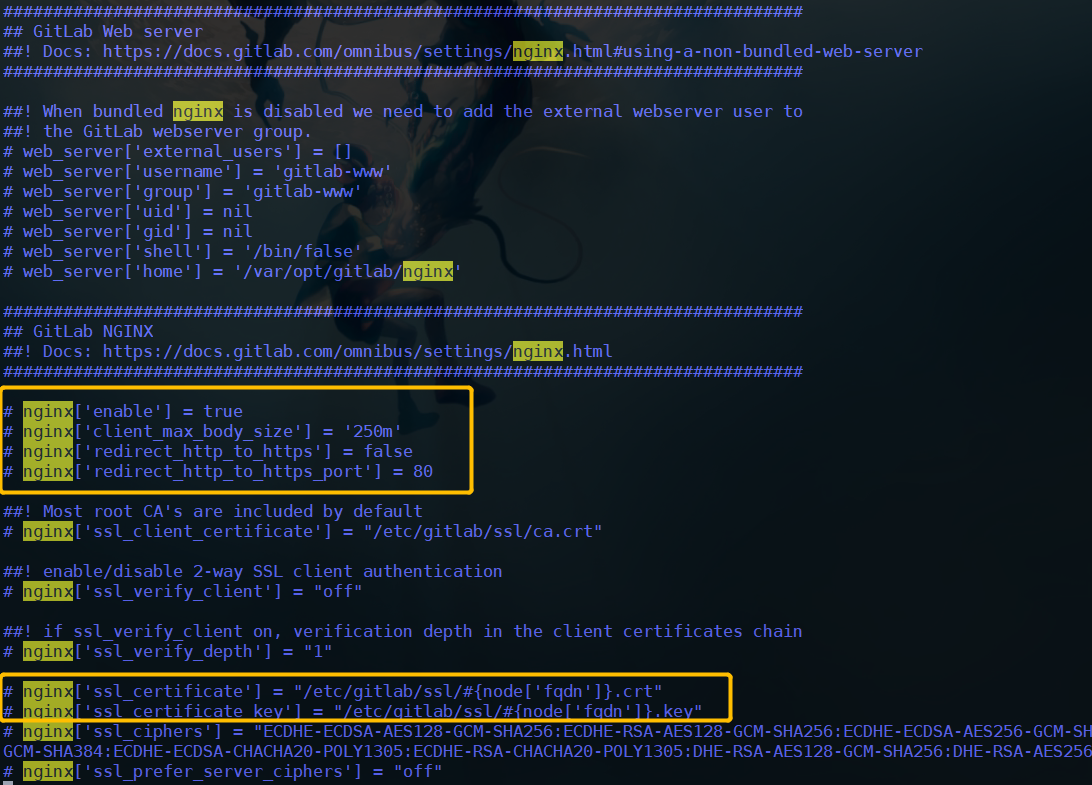 ################################################################################
## GitLab Web server
##! Docs: https://docs.gitlab.com/omnibus/settings/nginx.html#using-a-non-bundled-web-server
################################################################################
##! When bundled nginx is disabled we need to add the external webserver user to
##! the GitLab webserver group.
# web_server['external_users'] = []
# web_server['username'] = 'gitlab-www'
# web_server['group'] = 'gitlab-www'
# web_server['uid'] = nil
# web_server['gid'] = nil
# web_server['shell'] = '/bin/false'
# web_server['home'] = '/var/opt/gitlab/nginx'
################################################################################
## GitLab NGINX
##! Docs: https://docs.gitlab.com/omnibus/settings/nginx.html
################################################################################
# nginx['enable'] = true
# nginx['client_max_body_size'] = '250m'
# nginx['redirect_http_to_https'] = false
# nginx['redirect_http_to_https_port'] = 80
##! Most root CA's are included by default
# nginx['ssl_client_certificate'] = "/etc/gitlab/ssl/ca.crt"
##! enable/disable 2-way SSL client authentication
# nginx['ssl_verify_client'] = "off"
##! if ssl_verify_client on, verification depth in the client certificates chain
# nginx['ssl_verify_depth'] = "1"
# nginx['ssl_certificate'] = "/etc/gitlab/ssl/#{node['fqdn']}.crt"
# nginx['ssl_certificate_key'] = "/etc/gitlab/ssl/#{node['fqdn']}.key"
# nginx['ssl_ciphers'] = "ECDHE-ECDSA-AES128-GCM-SHA256:ECDHE-RSA-AES128-GCM-SHA256:ECDHE-ECDSA-AES256-GCM-SH
GCM-SHA384:ECDHE-ECDSA-CHACHA20-POLY1305:ECDHE-RSA-CHACHA20-POLY1305:DHE-RSA-AES128-GCM-SHA256:DHE-RSA-AES256
# nginx['ssl_prefer_server_ciphers'] = "off"